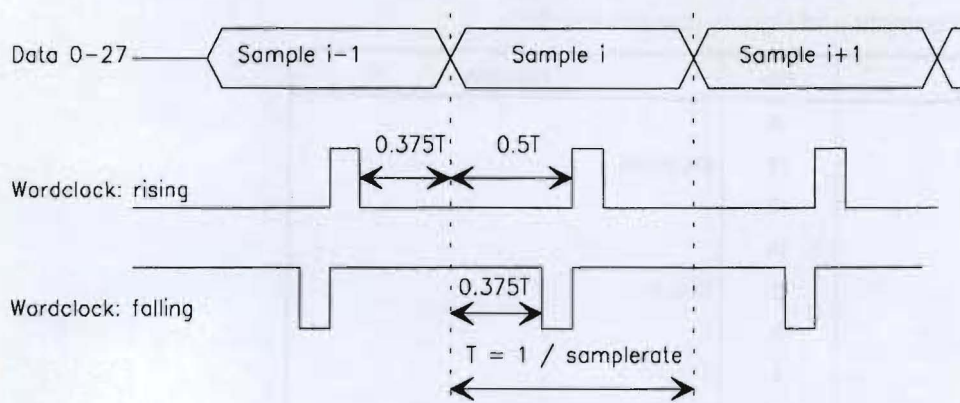 Data 0-27
Sample i-1
Sample i
Sample i+1
0.375T
0.5T
Wordclock: rising
0.375T
Wordclock: falling
T = 1 / samplerate